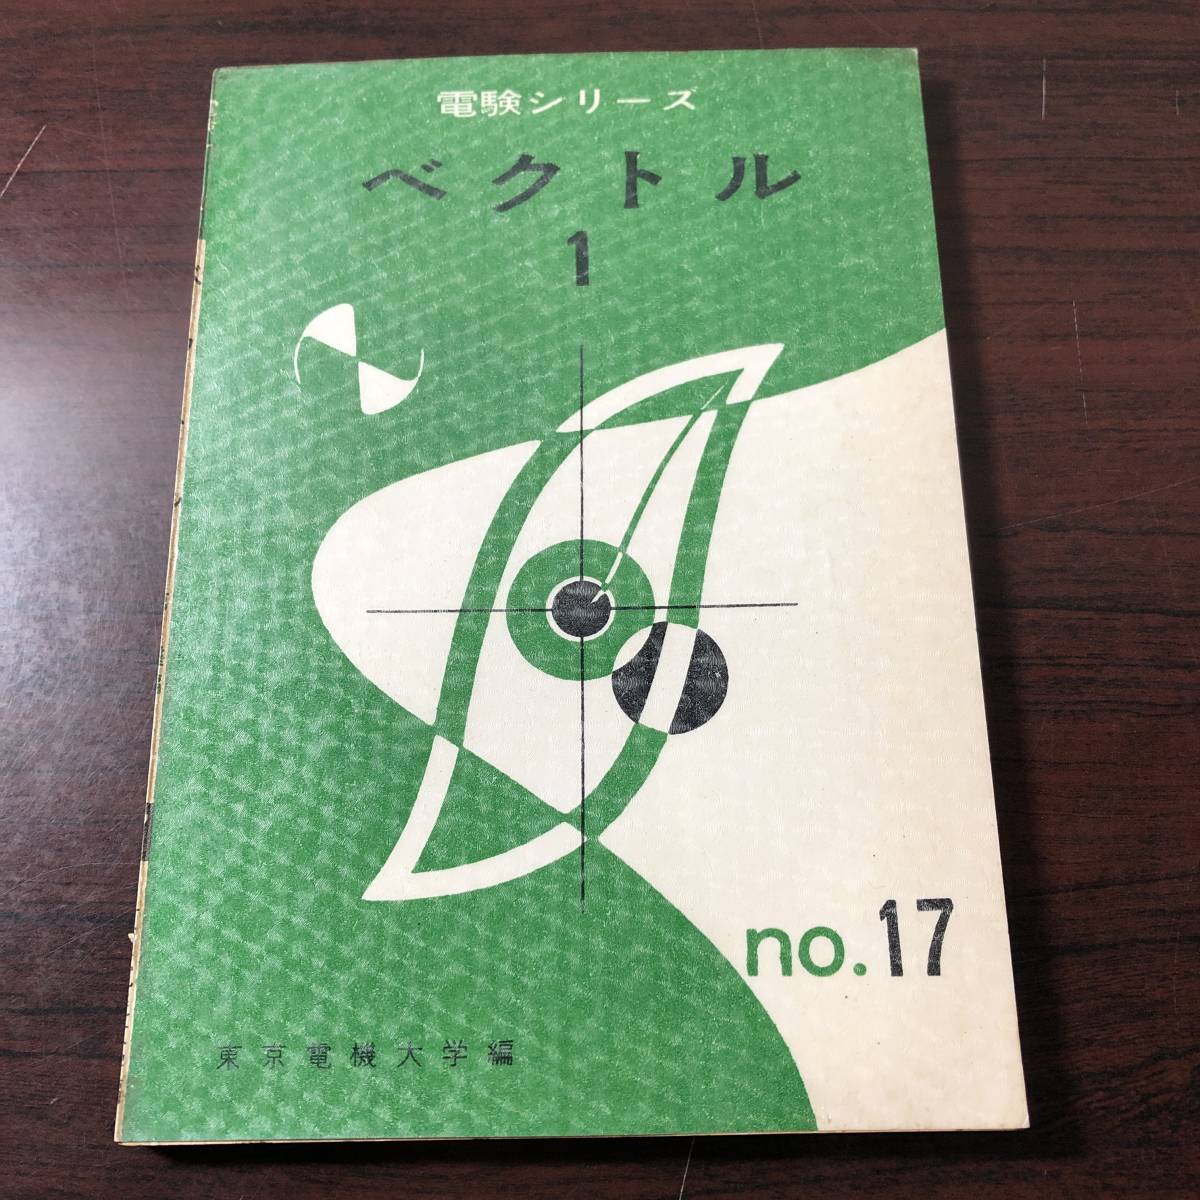 電験シリーズ
ベクトル
1
no.17
東京電機大学編